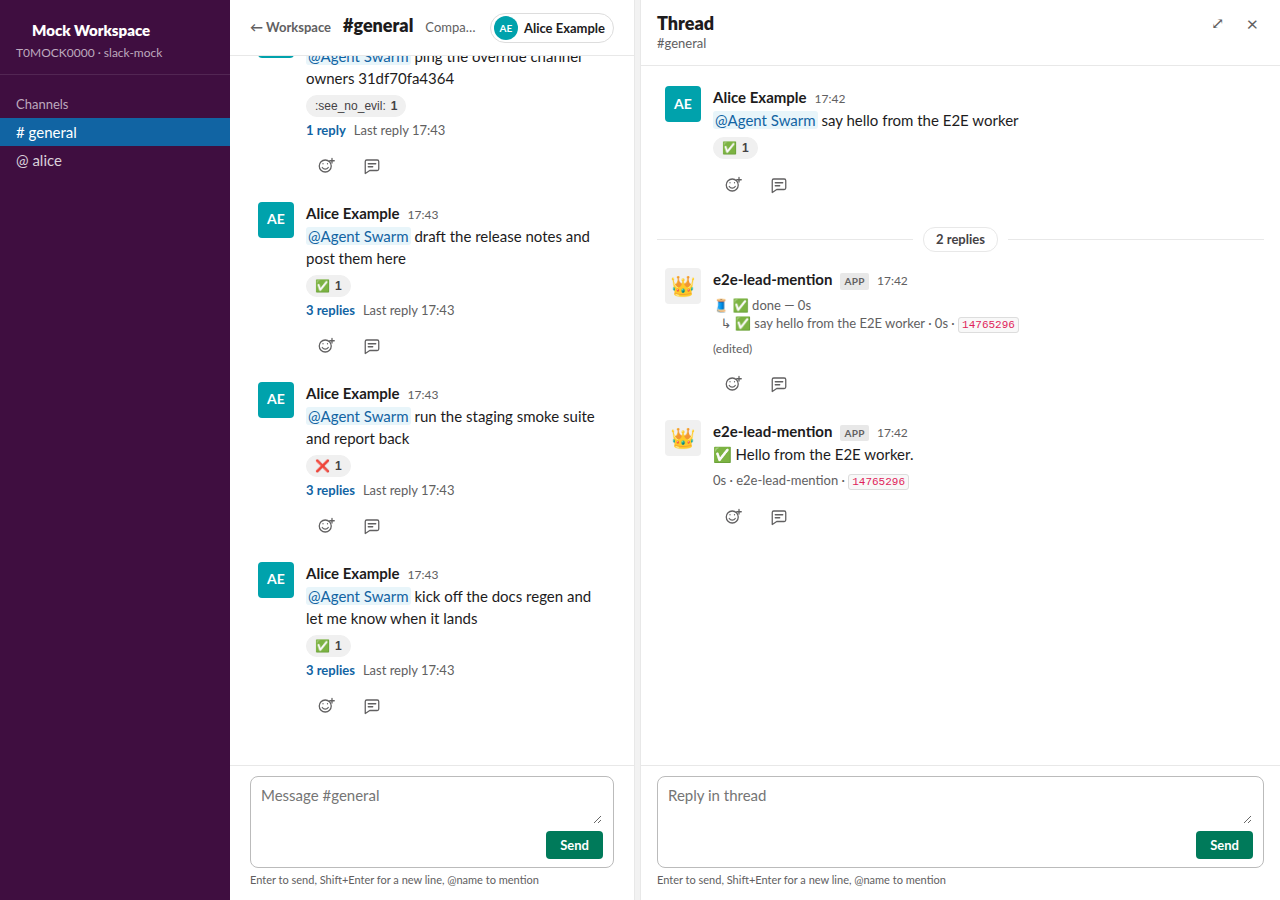 Mock Workspace
T0MOCK0000 · slack-mock
Channels
# general
@ alice
← Workspace #general Compa... AE Alice Example
@Agent Swarm ping the override channel
owners 31df70fa4364
:see_no_evil: 1
1 reply Last reply 17:43
AE Alice Example 17:43
@Agent Swarm draft the release notes and
post them here
✅ 1
3 replies Last reply 17:43
AE Alice Example 17:43
@Agent Swarm run the staging smoke suite
and report back
❌ 1
3 replies Last reply 17:43
AE Alice Example 17:43
@Agent Swarm kick off the docs regen and
let me know when it lands
✅ 1
3 replies Last reply 17:43
Message #general
Send
Enter to send, Shift+Enter for a new line, @name to mention
Thread
#general
AE Alice Example 17:42
@Agent Swarm say hello from the E2E worker
✅ 1
2 replies
e2e-lead-mention APP 17:42
🧵 ✅ done — 0s
↳ ✅ say hello from the E2E worker · 0s · 14765296
(edited)
e2e-lead-mention APP 17:42
✅ Hello from the E2E worker.
0s · e2e-lead-mention · 14765296
Reply in thread
Send
Enter to send, Shift+Enter for a new line, @name to mention